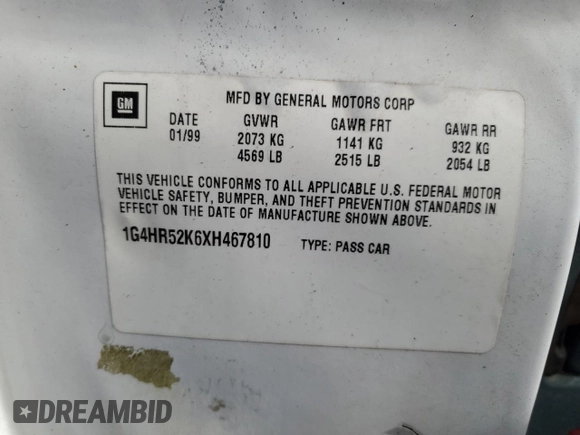 GM
MFD BY GENERAL MOTORS CORP
DATE GVWR GAWR FRT GAWR RR
01/99 2073 KG 1141 KG 932 KG
4569 LB 2515 LB 2054 LB
THIS VEHICLE CONFORMS TO ALL APPLICABLE U.S. FEDERAL MOTOR
VEHICLE SAFETY, BUMPER, AND THEFT PREVENTION STANDARDS IN
EFFECT ON THE DATE OF MANUFACTURE SHOWN ABOVE.
1G4HR52K6XH467810 TYPE: PASS CAR
DREAMBID